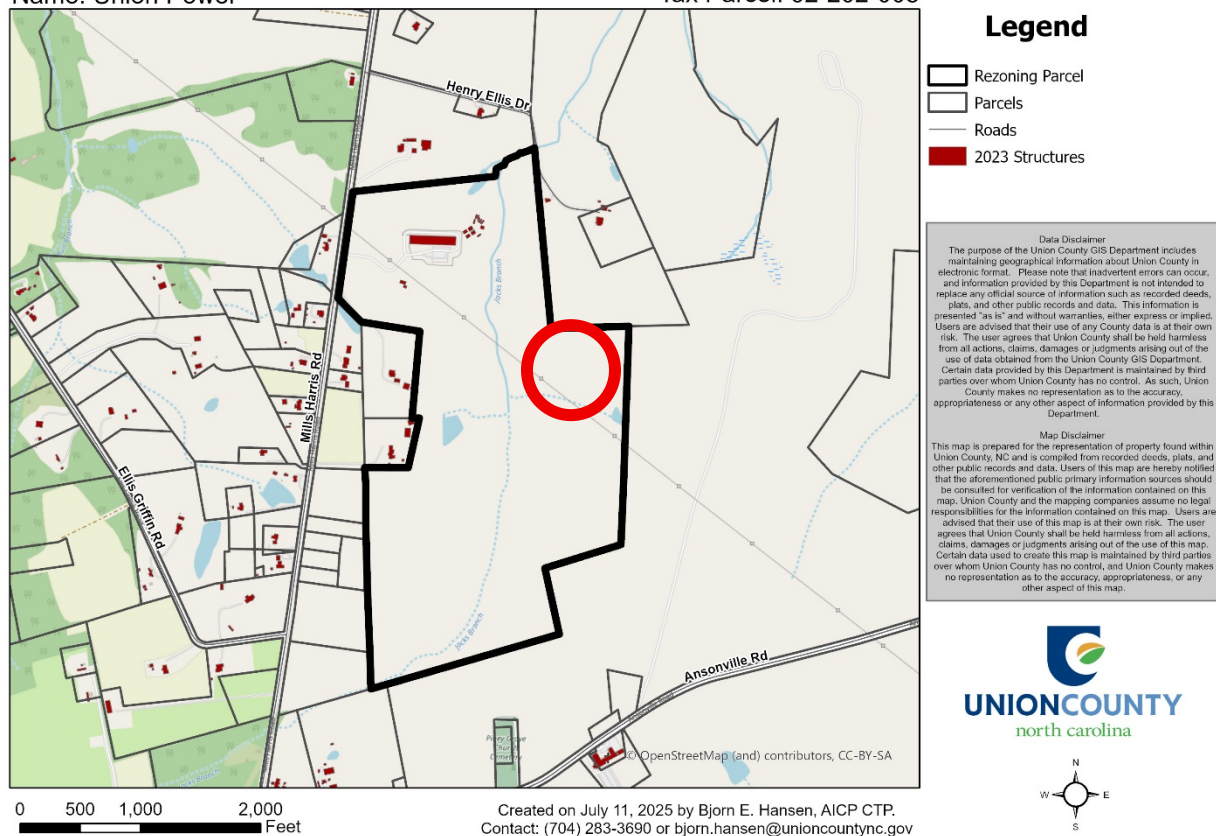 Legend
Rezoning Parcel
Parcels
Roads
2023 Structures
Henry Ellis Dr
Jacks Branch
Mills Harris Rd
Ellis Griffin Rd
Jacks Branch
Ansonville Rd
Cemetery
© OpenStreetMap (and) contributors, CC-BY-SA
Data Disclaimer
The purpose of the Union County GIS Department includes
maintaining geographical information about Union County in
electronic format. Please note that inadvertent errors can occur,
and information provided by this Department is not intended to
replace any official source of information such as recorded deeds,
plats, and other public records and data. This information is
presented "as is" and without warranties, either express or implied.
Users are advised that their use of any County data is at their own
risk. The user agrees that Union County shall be held harmless
from all actions, claims, damages or judgments arising out of the
use of data obtained from the Union County GIS Department.
Certain data provided by this Department is maintained by third
parties over whom Union County has no control. As such, Union
County makes no representation as to the accuracy,
appropriateness or any other aspect of information provided by this
Department.
Map Disclaimer
This map is prepared for the representation of property found within
Union County, NC and is compiled from recorded deeds, plats, and
other public records and data. Users of this map are hereby notified
that the aforementioned public primary information sources should
be consulted for verification of the information contained on this
map. Union County and the mapping companies assume no legal
responsibilities for the information contained on this map. Users are
advised that their use of this map is at their own risk. The user
agrees that Union County shall be held harmless from all actions,
claims, damages or judgments arising out of the use of this map.
Certain data used to create this map is maintained by third parties
over whom Union County has no control, and Union County makes
no representation as to the accuracy, appropriateness, or any
other aspect of this map.
UNIONCOUNTY
north carolina
N
W E
S
0 500 1,000 2,000
Feet
Created on July 11, 2025 by Bjorn E. Hansen, AICP CTP.
Contact: (704) 283-3690 or bjorn.hansen@unioncountync.gov